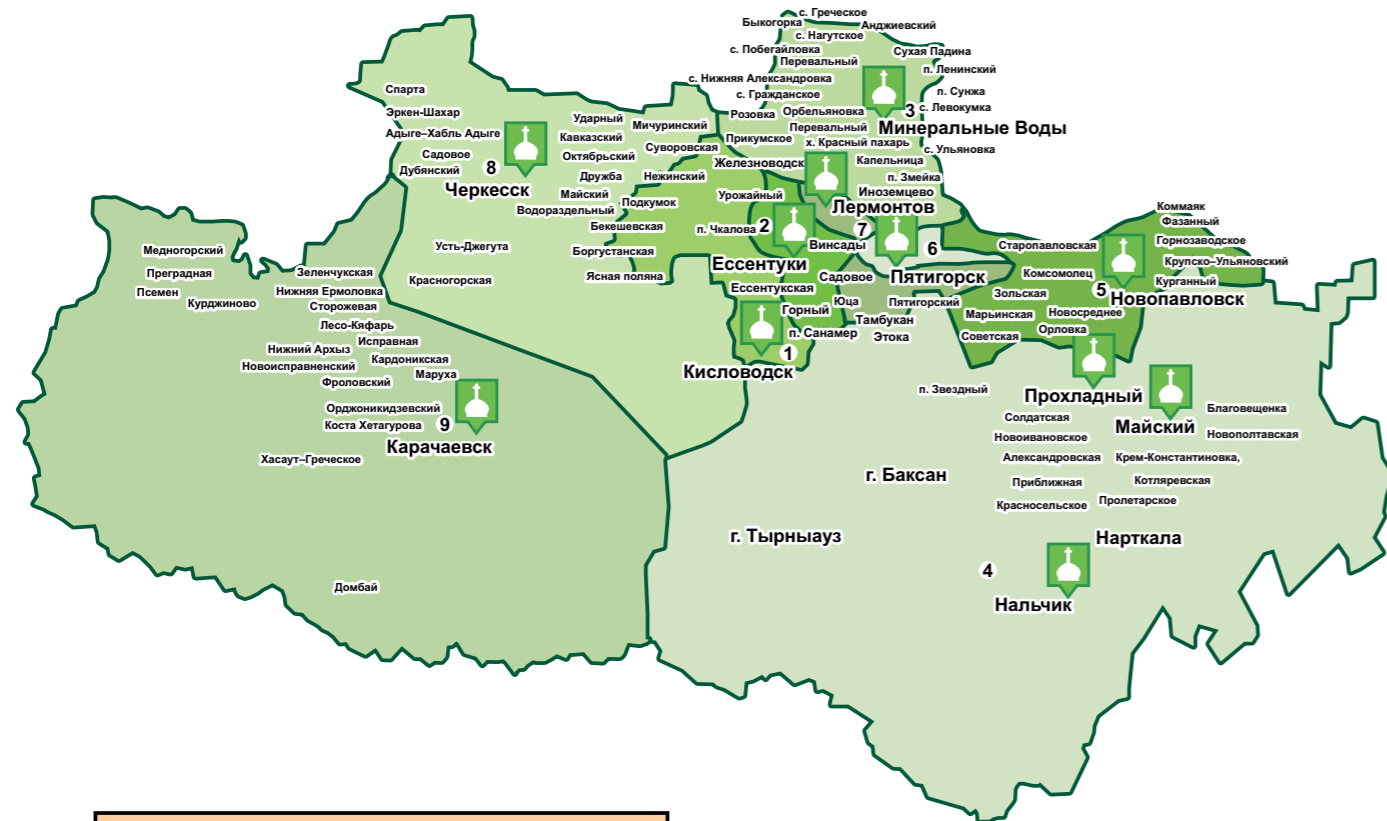 с. Греческое
Быкогорка
Анджиевский
с. Нагутское
с. Побегайловка
Сухая Падина
Перевальный
п. Ленинский
с. Нижняя Александровка
п. Сунжа
с. Гражданское
3
с. Левокумка
Розовка
Орбельяновка
Минеральные Воды
Перевальный
Прикумское
х. Красный пахарь
с. Ульяновка
Железноводск
Капельница
п. Змейка
Иноземцево
Лермонтов
7
6
Пятигорск
Спарта
Эркен-Шахар
Адыге–Хабль Адыге
Садовое
Дубянский
8
Черкесск
Ударный
Мичуринский
Кавказский
Суворовская
Октябрьский
Дружба
Нежинский
Майский
Подкумок
Водораздельный
Бекешевская
Усть-Джегута
Боргустанская
Красногорская
Ясная поляна
Урожайный
п. Чкалова
2
Винсады
Ессентуки
Садовое
Ессентукская
Горный
Юца
п. Санамер
1
Кисловодск
Пятигорский
Тамбукан
Этока
Коммаяк
Фазанный
Старопавловская
Горнозаводское
Крупско–Ульяновский
Комсомолец
Курганный
5
Новопавловск
Зольская
Марьинская
Новосреднее
Советская
Орловка
Медногорский
Преградная
Псемен
Курджиново
Зеленчукская
Нижняя Ермоловка
Сторожевая
Лесо-Кяфарь
Исправная
Нижний Архыз
Кардоникская
Новоисправненский
Маруха
Фроловский
Орджоникидзевский
Коста Хетагурова
9
Карачаевск
Хасаут–Греческое
Домбай
п. Звездный
Прохладный
Майский
Благовещенка
Солдатская
Новоивановское
Новополтавская
Александровская
Крем-Константиновка,
г. Баксан
Приближная
Котляревская
Красносельское
Пролетарское
г. Тырныауз
Нарткала
4
Нальчик